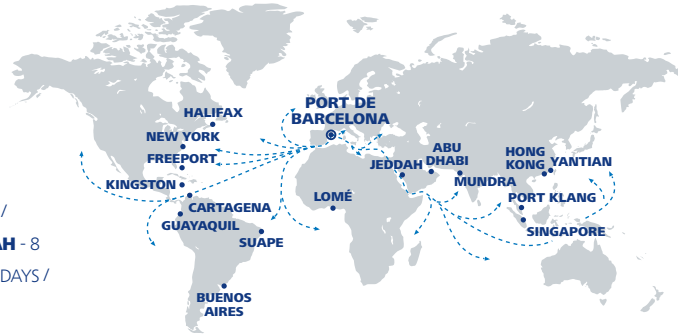 PORT DE
BARCELONA
HALIFAX
NEW YORK
FREEPORT
KINGSTON
CARTAGENA
GUAYAQUIL
SUAPE
BUENOS
AIRES
LOMÉ
JEDDAH
ABU
DHABI
MUNDRA
HONG
KONG
YANTIAN
PORT KLANG
SINGAPORE
/
AH - 8
DAYS /